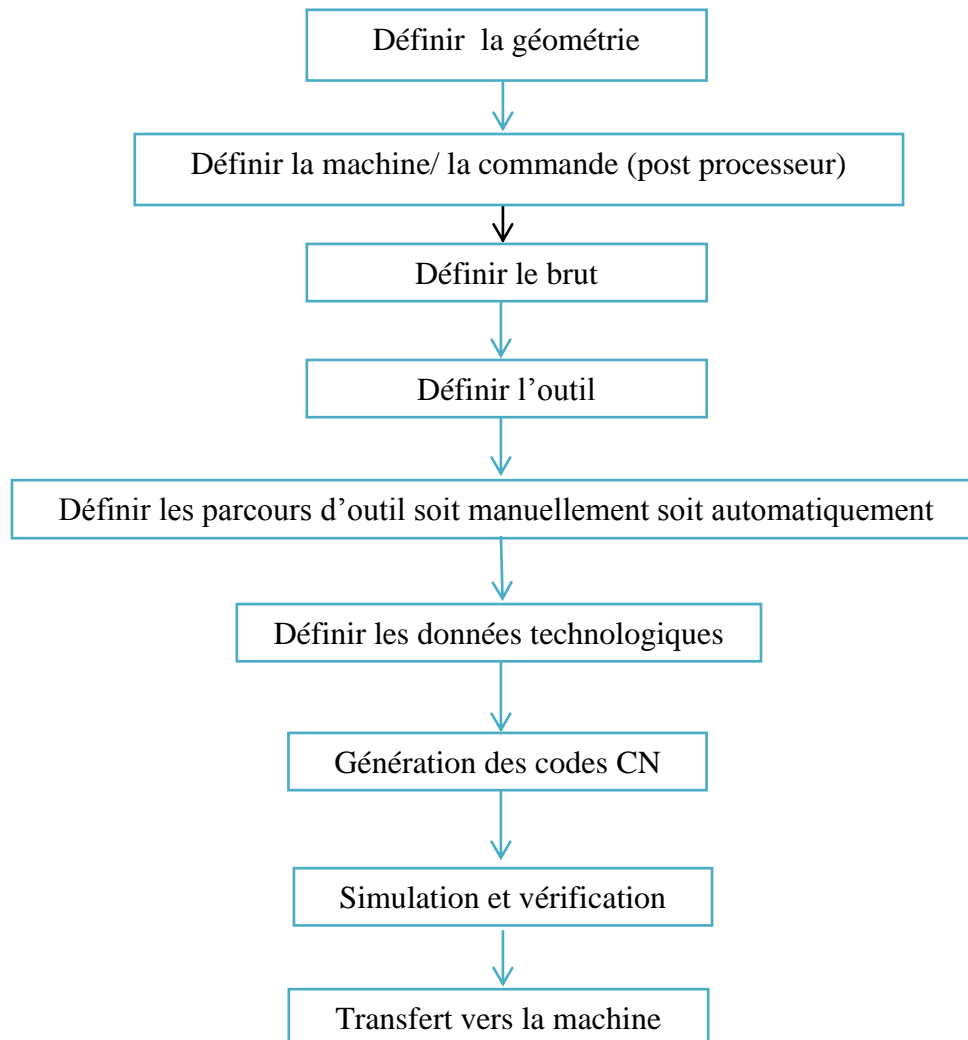 Définir la géométrie
Définir la machine/ la commande (post processeur)
Définir le brut
Définir l’outil
Définir les parcours d’outil soit manuellement soit automatiquement
Définir les données technologiques
Génération des codes CN
Simulation et vérification
Transfert vers la machine